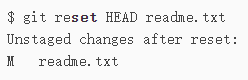 $ git reset HEAD readme.txt
Unstaged changes after reset:
M   readme.txt